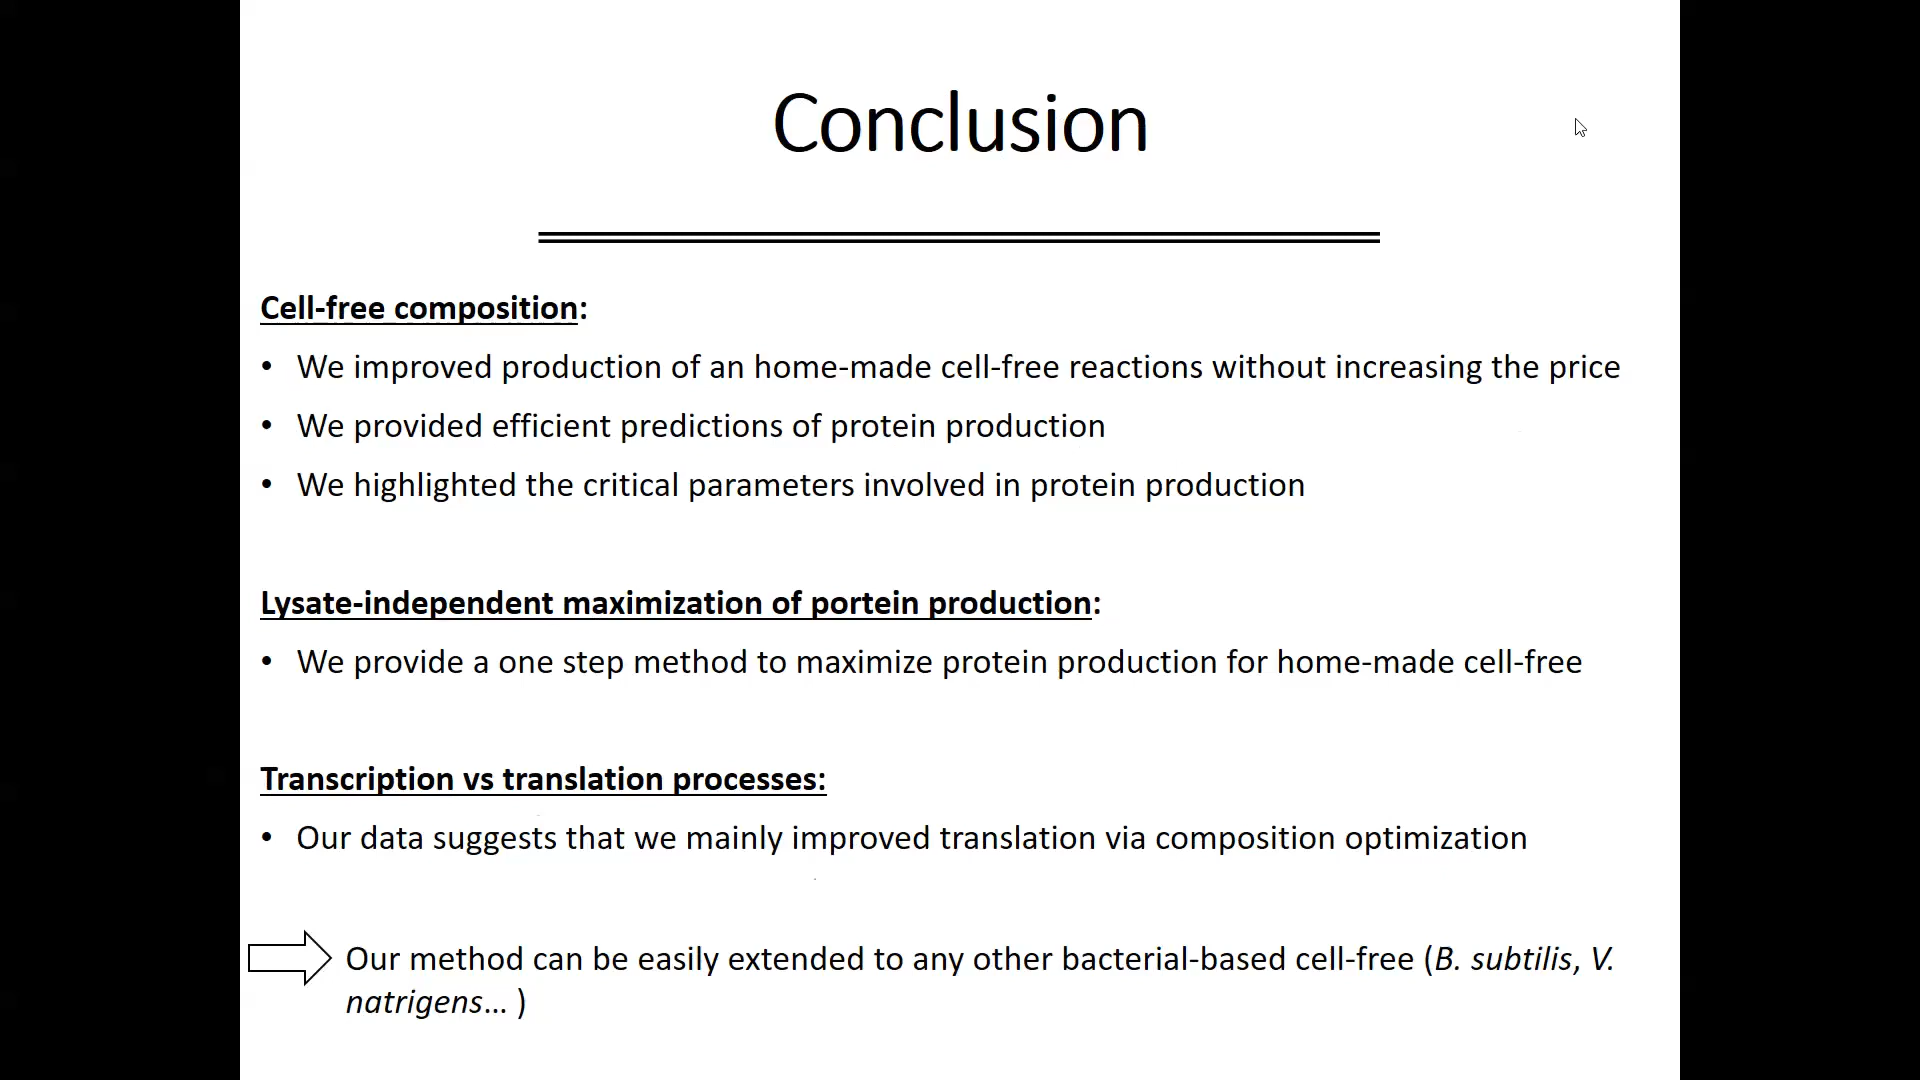 Conclusion
Cell-free composition:
• We improved production of an home-made cell-free reactions without increasing the price
• We provided efficient predictions of protein production
• We highlighted the critical parameters involved in protein production
Lysate-independent maximization of portein production:
• We provide a one step method to maximize protein production for home-made cell-free
Transcription vs translation processes:
• Our data suggests that we mainly improved translation via composition optimization
Our method can be easily extended to any other bacterial-based cell-free (B. subtilis, V.
natrigens... )